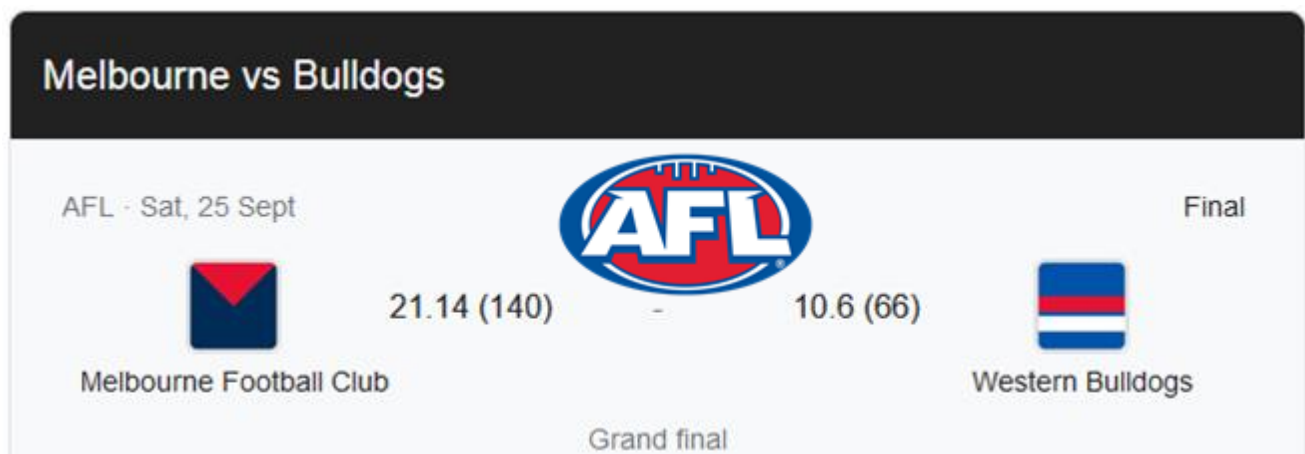 Melbourne vs Bulldogs
AFL · Sat, 25 Sept
AFL
®
Final
21.14 (140) - 10.6 (66)
Melbourne Football Club
Western Bulldogs
Grand final